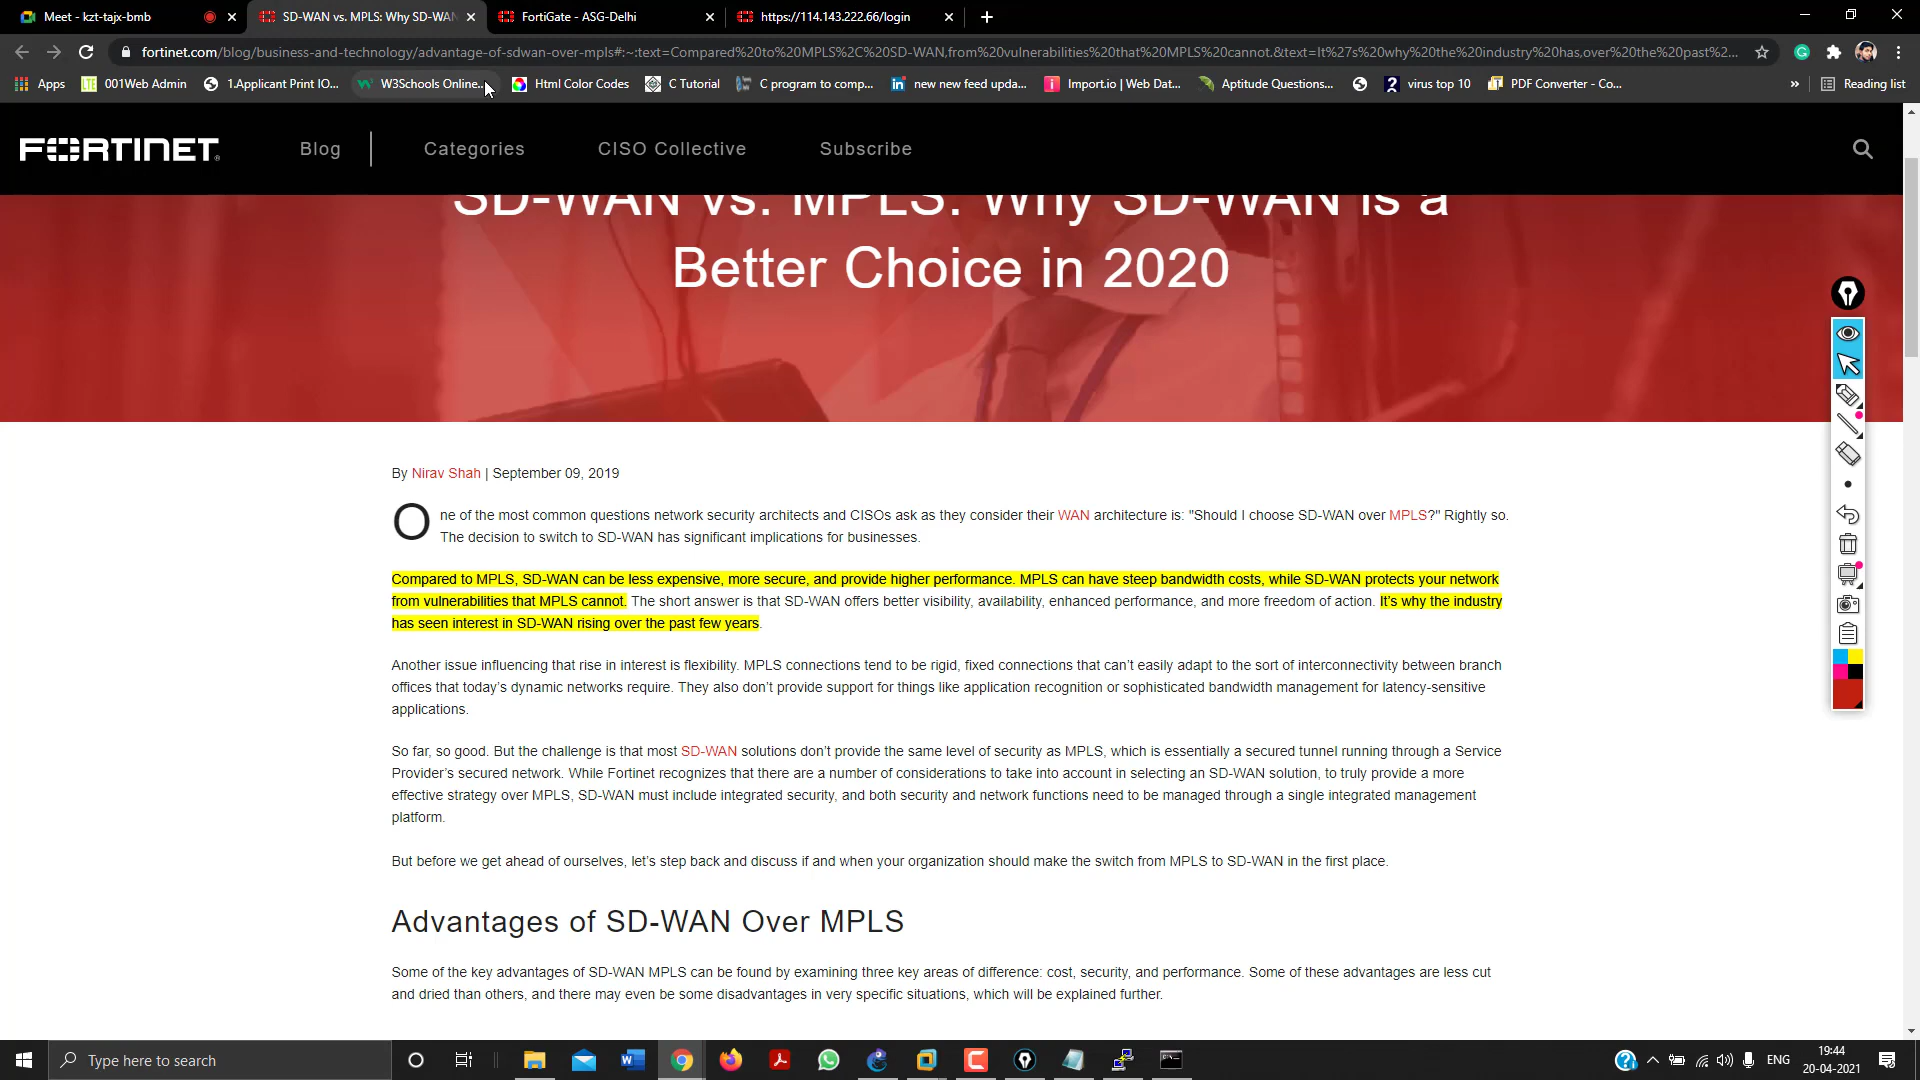 Meet - kzt-tajx-bmb
SD-WAN vs. MPLS: Why SD-WAN
FortiGate - ASG-Delhi
https://114.143.222.66/login
fortinet.com/blog/business-and-technology/advantage-of-sdwan-over-mpls#:~:text=Compared%20to%20MPLS%2C%20SD-WAN,from%20vulnerabilities%20that%20MPLS%20cannot.&text=It%27s%20why%20the%20industry%20has,over%20the%20past%2...
Apps
001Web Admin
1.Applicant Print IO...
W3Schools Online...
Html Color Codes
C Tutorial
C program to comp...
new new feed upda...
Import.io | Web Dat...
Aptitude Questions...
virus top 10
PDF Converter - Co...
»
Reading list
FORTINET
Blog
Categories
CISO Collective
Subscribe
SD-WAN vs. MPLS: Why SD-WAN is a
Better Choice in 2020
By Nirav Shah | September 09, 2019
One of the most common questions network security architects and CISOs ask as they consider their WAN architecture is: "Should I choose SD-WAN over MPLS?" Rightly so.
The decision to switch to SD-WAN has significant implications for businesses.
Compared to MPLS, SD-WAN can be less expensive, more secure, and provide higher performance. MPLS can have steep bandwidth costs, while SD-WAN protects your network
from vulnerabilities that MPLS cannot. The short answer is that SD-WAN offers better visibility, availability, enhanced performance, and more freedom of action. It's why the industry
has seen interest in SD-WAN rising over the past few years.
Another issue influencing that rise in interest is flexibility. MPLS connections tend to be rigid, fixed connections that can't easily adapt to the sort of interconnectivity between branch
offices that today's dynamic networks require. They also don't provide support for things like application recognition or sophisticated bandwidth management for latency-sensitive
applications.
So far, so good. But the challenge is that most SD-WAN solutions don't provide the same level of security as MPLS, which is essentially a secured tunnel running through a Service
Provider's secured network. While Fortinet recognizes that there are a number of considerations to take into account in selecting an SD-WAN solution, to truly provide a more
effective strategy over MPLS, SD-WAN must include integrated security, and both security and network functions need to be managed through a single integrated management
platform.
But before we get ahead of ourselves, let's step back and discuss if and when your organization should make the switch from MPLS to SD-WAN in the first place.
Advantages of SD-WAN Over MPLS
Some of the key advantages of SD-WAN MPLS can be found by examining three key areas of difference: cost, security, and performance. Some of these advantages are less cut
and dried than others, and there may even be some disadvantages in very specific situations, which will be explained further.
Type here to search
ENG
19:44
20-04-2021